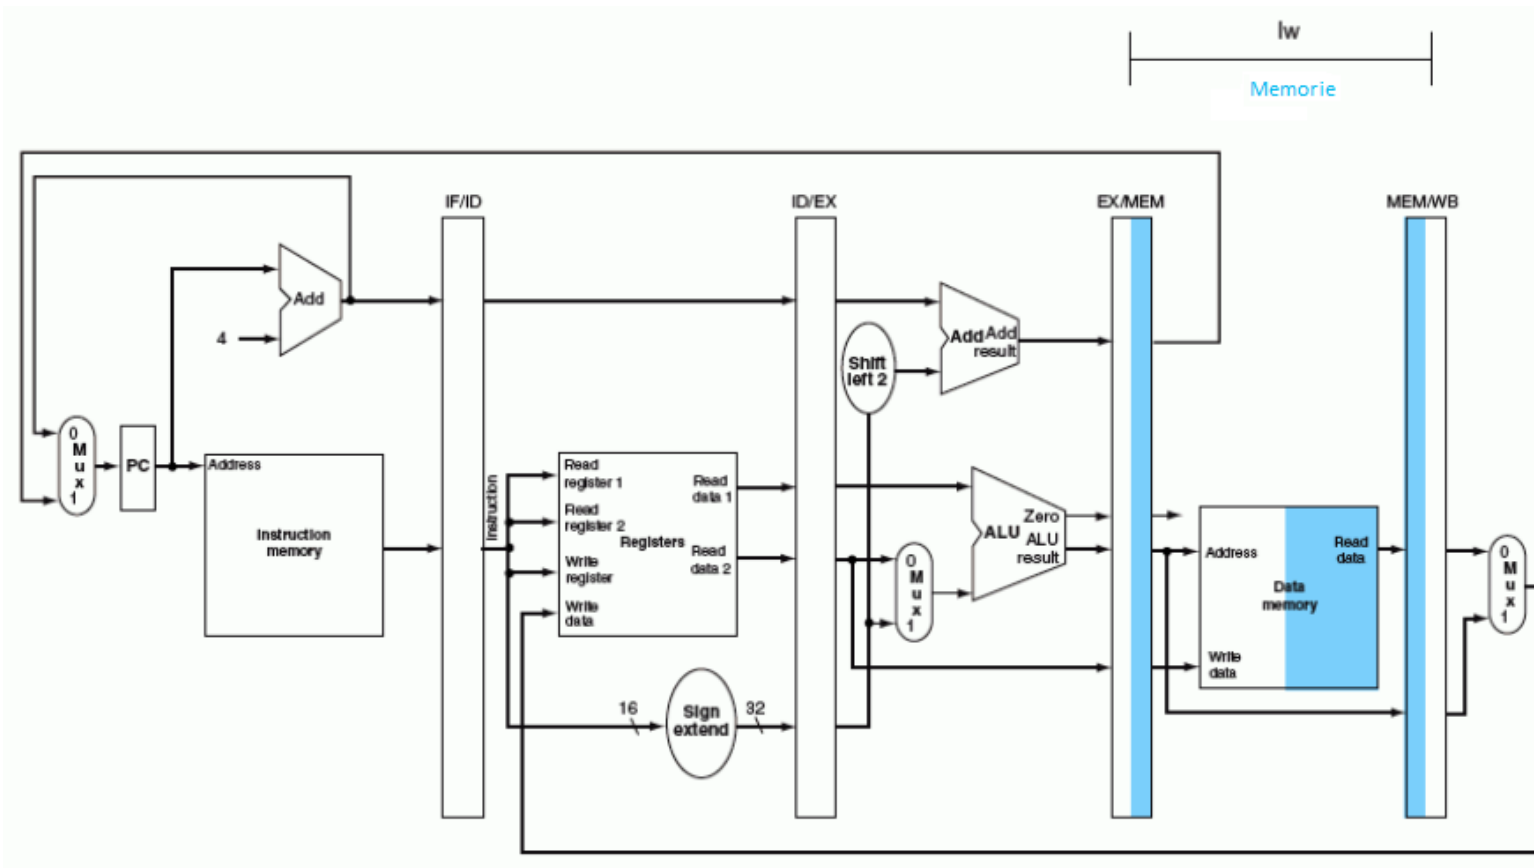 lw
Memorie
IF/ID
ID/EX
EX/MEM
MEM/WB
Add
4
Shift
left 2
Add Add
result
0
M
u
x
1
PC
Address
Instruction
memory
Instruction
Read
register 1
Read
register 2
Write
register
Write
data
Registers
Read
data 1
Read
data 2
0
M
u
x
1
ALU
Zero
ALU
result
Address
Read
data
Data
memory
Write
data
0
M
u
x
1
16
Sign
extend
32